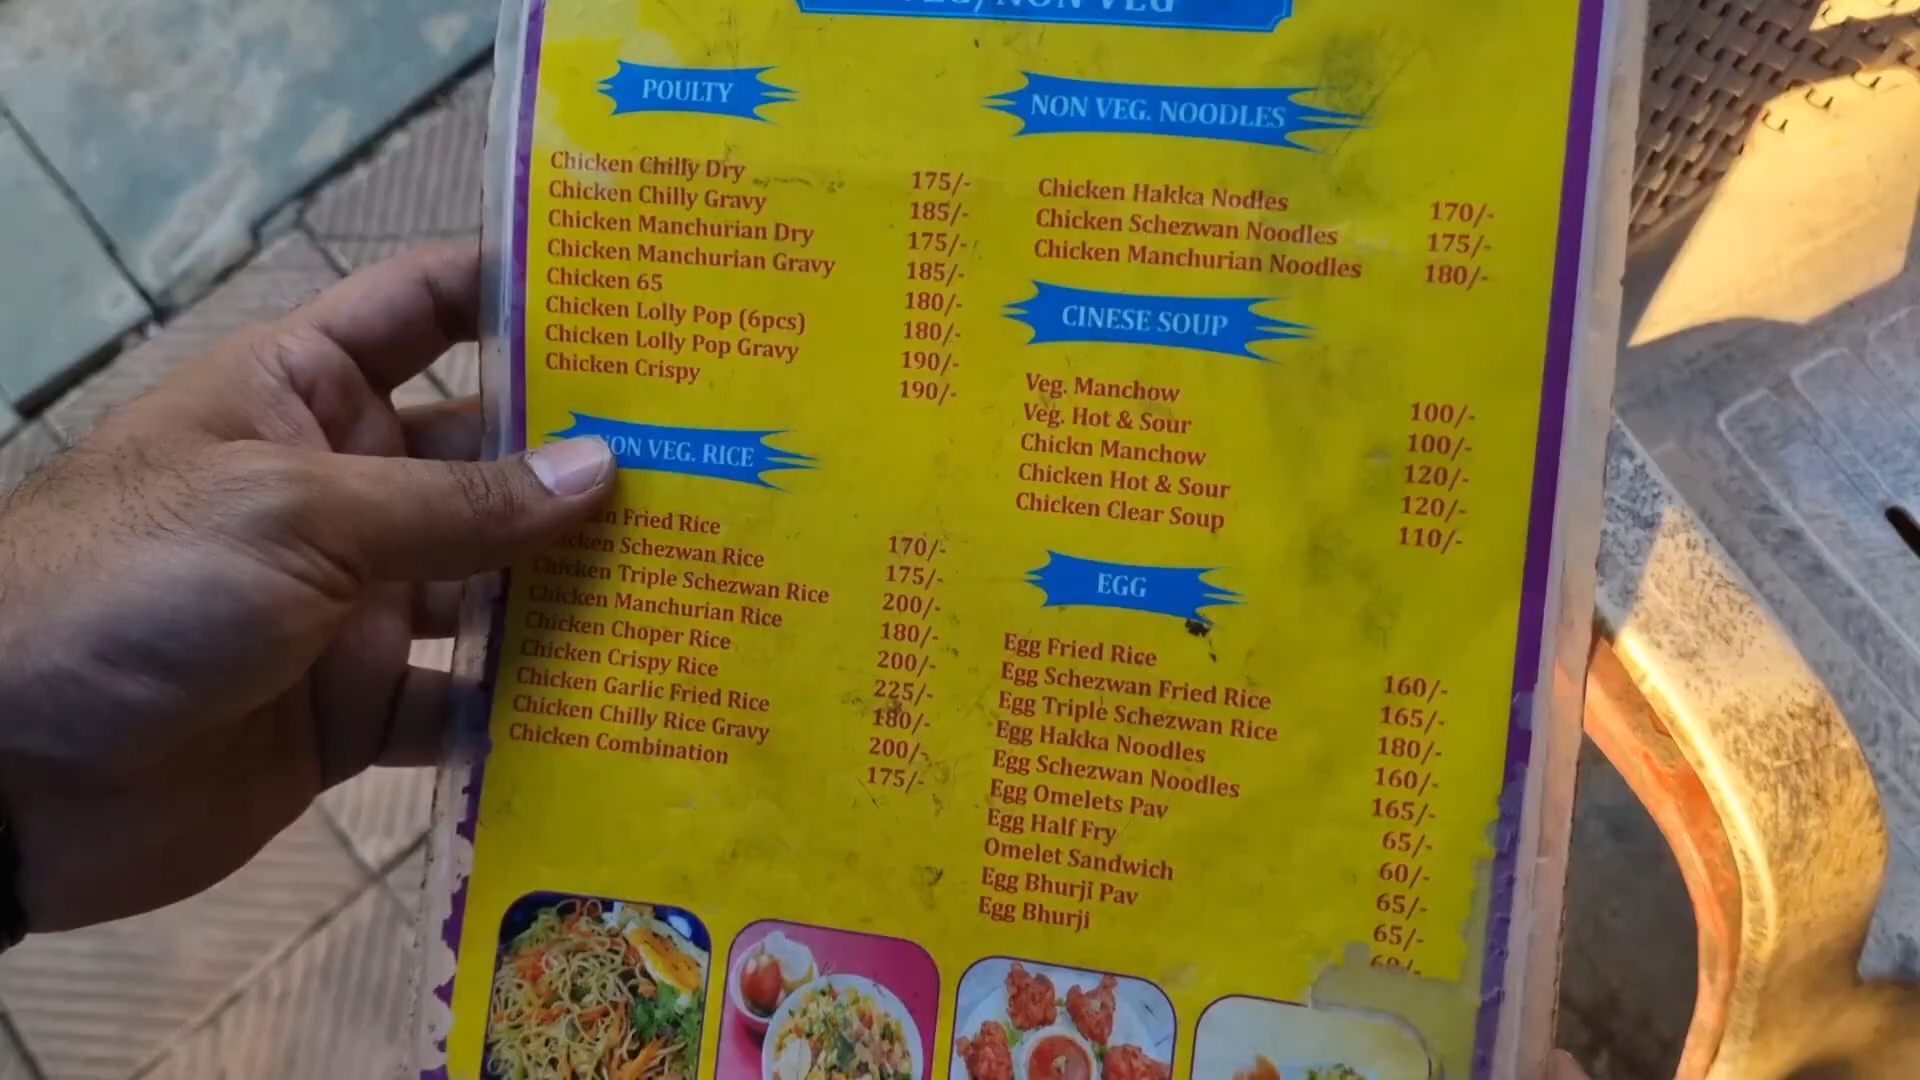 VEG/NON VEG
POULTY
Chicken Chilly Dry 175/-
Chicken Chilly Gravy 185/-
Chicken Manchurian Dry 175/-
Chicken Manchurian Gravy 185/-
Chicken 65 180/-
Chicken Lolly Pop (6pcs) 180/-
Chicken Lolly Pop Gravy 190/-
Chicken Crispy 190/-
NON VEG. RICE
Fried Rice 170/-
Chicken Schezwan Rice 175/-
Chicken Triple Schezwan Rice 200/-
Chicken Manchurian Rice 180/-
Chicken Choper Rice 200/-
Chicken Crispy Rice 225/-
Chicken Garlic Fried Rice 180/-
Chicken Chilly Rice Gravy 200/-
Chicken Combination 175/-
NON VEG. NOODLES
Chicken Hakka Nodles 170/-
Chicken Schezwan Noodles 175/-
Chicken Manchurian Noodles 180/-
CINESE SOUP
Veg. Manchow 100/-
Veg. Hot & Sour 100/-
Chickn Manchow 120/-
Chicken Hot & Sour 120/-
Chicken Clear Soup 110/-
EGG
Egg Fried Rice 160/-
Egg Schezwan Fried Rice 165/-
Egg Triple Schezwan Rice 180/-
Egg Hakka Noodles 160/-
Egg Schezwan Noodles 165/-
Egg Omelets Pav 65/-
Egg Half Fry 60/-
Omelet Sandwich 65/-
Egg Bhurji Pav 65/-
Egg Bhurji